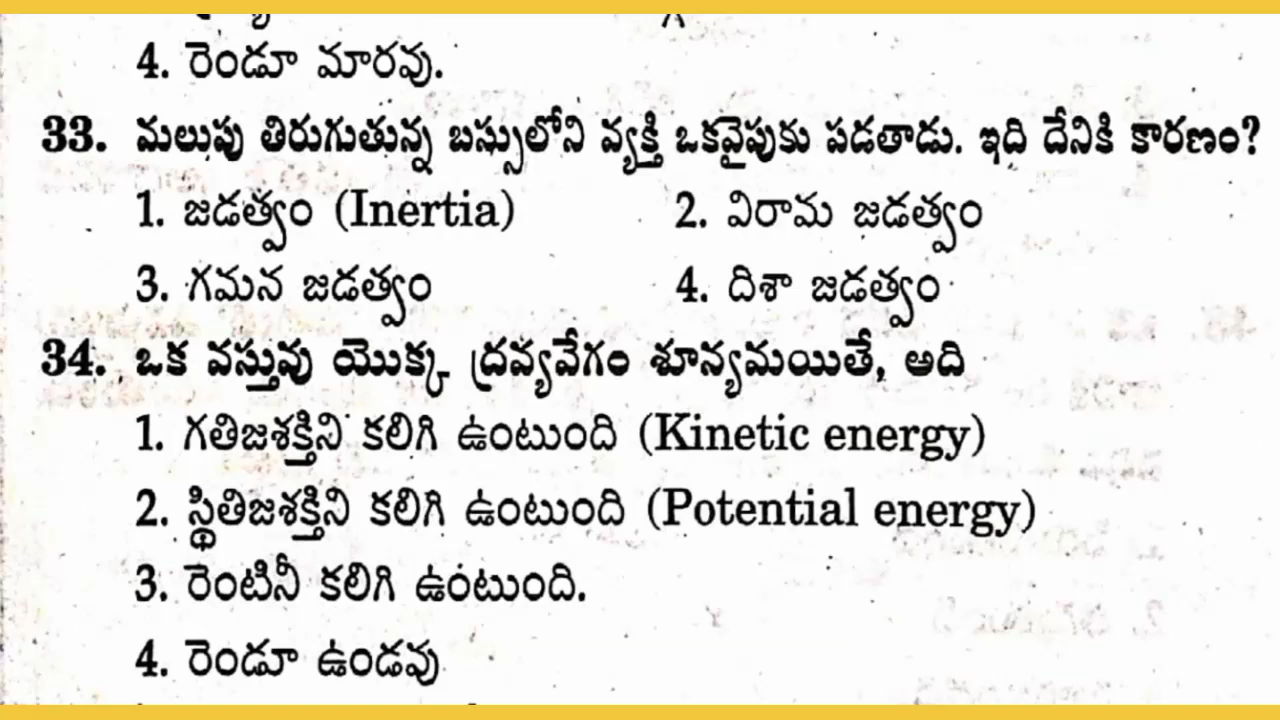 4. రెండూ మారవు.
33. మలుపు తిరుగుతున్న బస్సులోని వ్యక్తి ఒకవైపుకు పడతాడు. ఇది దేనికి కారణం?
1. జడత్వం (Inertia) 2. విరామ జడత్వం
3. గమన జడత్వం 4. దిశా జడత్వం
34. ఒక వస్తువు యొక్క ద్రవ్యవేగం శూన్యమయితే, అది
1. గతిజశక్తిని కలిగి ఉంటుంది (Kinetic energy)
2. స్థితిజశక్తిని కలిగి ఉంటుంది (Potential energy)
3. రెంటినీ కలిగి ఉంటుంది.
4. రెండూ ఉండవు